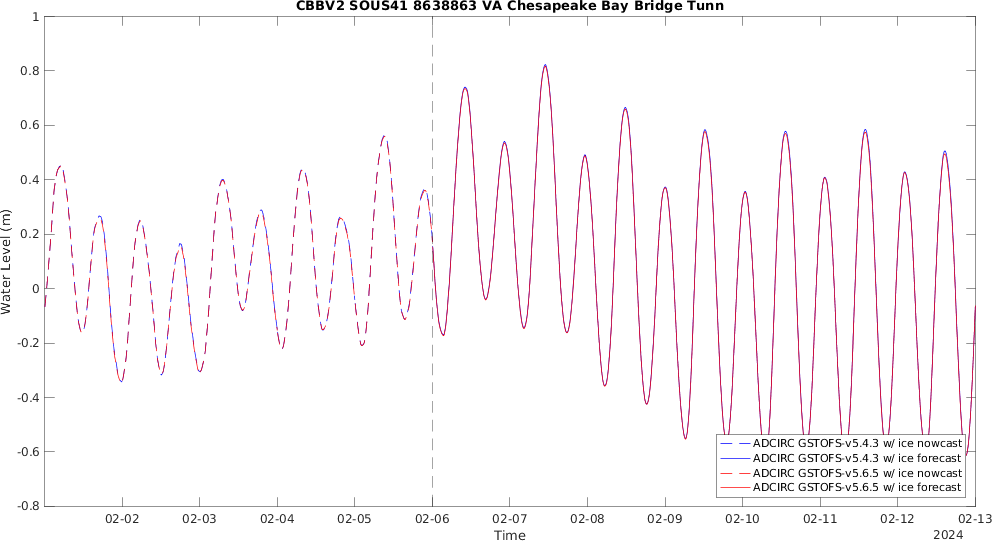 CBBV2 SOUS41 8638863 VA Chesapeake Bay Bridge Tunn
1
0.8
0.6
0.4
0.2
0
-0.2
-0.4
-0.6
-0.8
Water Level (m)
ADCIRC GSTOFS-v5.4.3 w/ ice nowcast
ADCIRC GSTOFS-v5.4.3 w/ ice forecast
ADCIRC GSTOFS-v5.6.5 w/ ice nowcast
ADCIRC GSTOFS-v5.6.5 w/ ice forecast
02-02 02-03 02-04 02-05 02-06 02-07 02-08 02-09 02-10 02-11 02-12 02-13
Time
2024